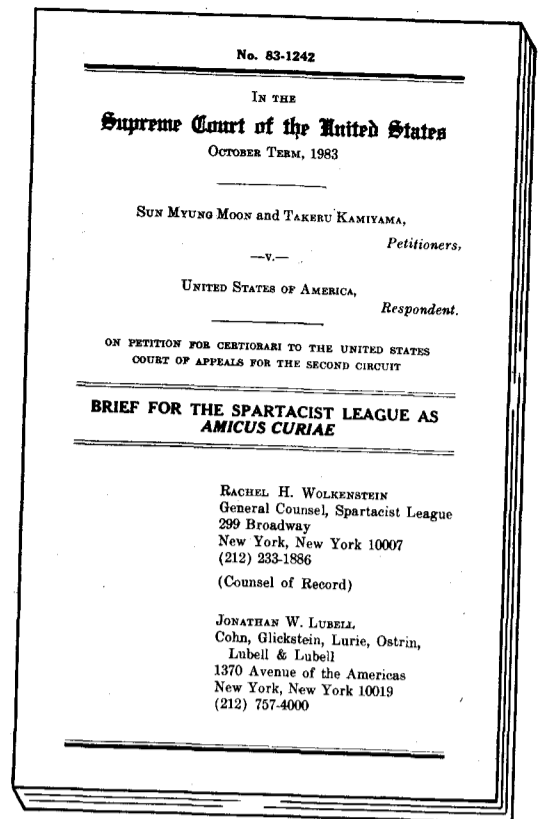 No. 83-1242
IN THE
Supreme Court of the United States
OCTOBER TERM, 1983
SUN MYUNG MOON and TAKERU KAMIYAMA,
Petitioners,
—v.—
UNITED STATES OF AMERICA,
Respondent.
ON PETITION FOR CERTIORARI TO THE UNITED STATES
COURT OF APPEALS FOR THE SECOND CIRCUIT
BRIEF FOR THE SPARTACIST LEAGUE AS
AMICUS CURIAE
RACHEL H. WOLKENSTEIN
General Counsel, Spartacist League
299 Broadway
New York, New York 10007
(212) 233-1886
(Counsel of Record)
JONATHAN W. LUBELL
Cohn, Glickstein, Lurie, Ostrin,
Lubell & Lubell
1370 Avenue of the Americas
New York, New York 10019
(212) 757-4000